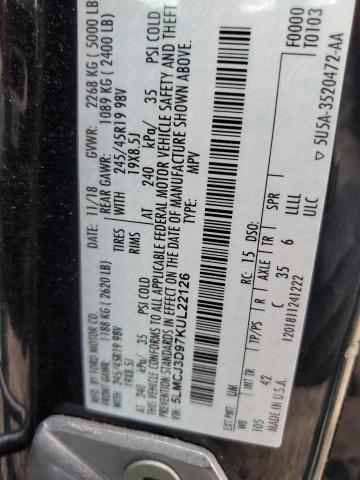 MFD. BY FORD MOTOR CO.
DATE: 11/18 GVWR: 2268 KG ( 5000 LB
FRONT GAWR: 1188 KG ( 2620 LB) REAR GAWR: 1089 KG ( 2400 LB)
WITH 245/45R19 98V TIRES WITH 245/45R19 98V
19X8.5J RIMS 19X8.5J
AT 240 kPa/ 35 PSI COLD AT 240 kPa/ 35 PSI COLD
THIS VEHICLE CONFORMS TO ALL APPLICABLE FEDERAL MOTOR VEHICLE SAFETY AND THEFT
PREVENTION STANDARDS IN EFFECT ON THE DATE OF MANUFACTURE SHOWN ABOVE.
VIN: 5LMCJ3D97KUL22126 TYPE: MPV
F0000
T0103
EXT PNT: UM RC: 15 DSO:
WB TP/PS R AXLE TR SPR
105 42 C 35 6 LLLL
1201811241222 ULC
MADE IN U.S.A.
5U5A-3520472-AA